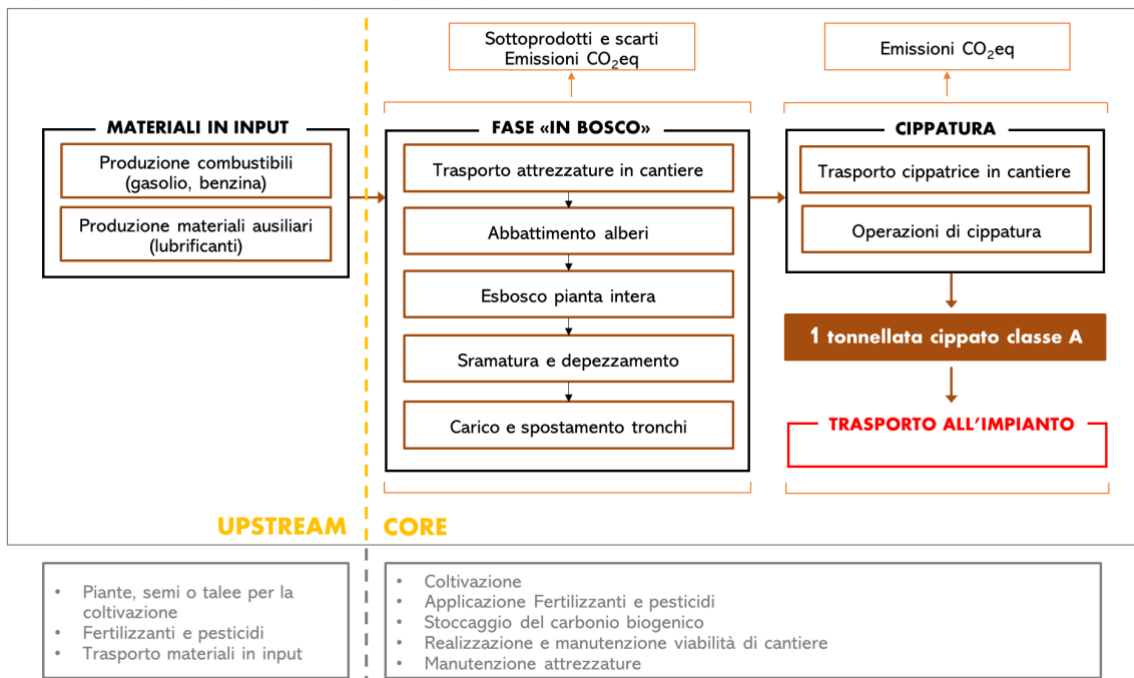 Sottoprodotti e scarti
Emissioni CO₂eq
Emissioni CO₂eq
MATERIALI IN INPUT
Produzione combustibili
(gasolio, benzina)
Produzione materiali ausiliari
(lubrificanti)
FASE «IN BOSCO»
Trasporto attrezzature in cantiere
Abbattimento alberi
Esbosco pianta intera
Sramatura e depezzamento
Carico e spostamento tronchi
CIPPATURA
Trasporto cippatrice in cantiere
Operazioni di cippatura
1 tonnellata cippato classe A
TRASPORTO ALL'IMPIANTO
UPSTREAM
CORE
• Piante, semi o talee per la
coltivazione
• Fertilizzanti e pesticidi
• Trasporto materiali in input
• Coltivazione
• Applicazione Fertilizzanti e pesticidi
• Stoccaggio del carbonio biogenico
• Realizzazione e manutenzione viabilità di cantiere
• Manutenzione attrezzature